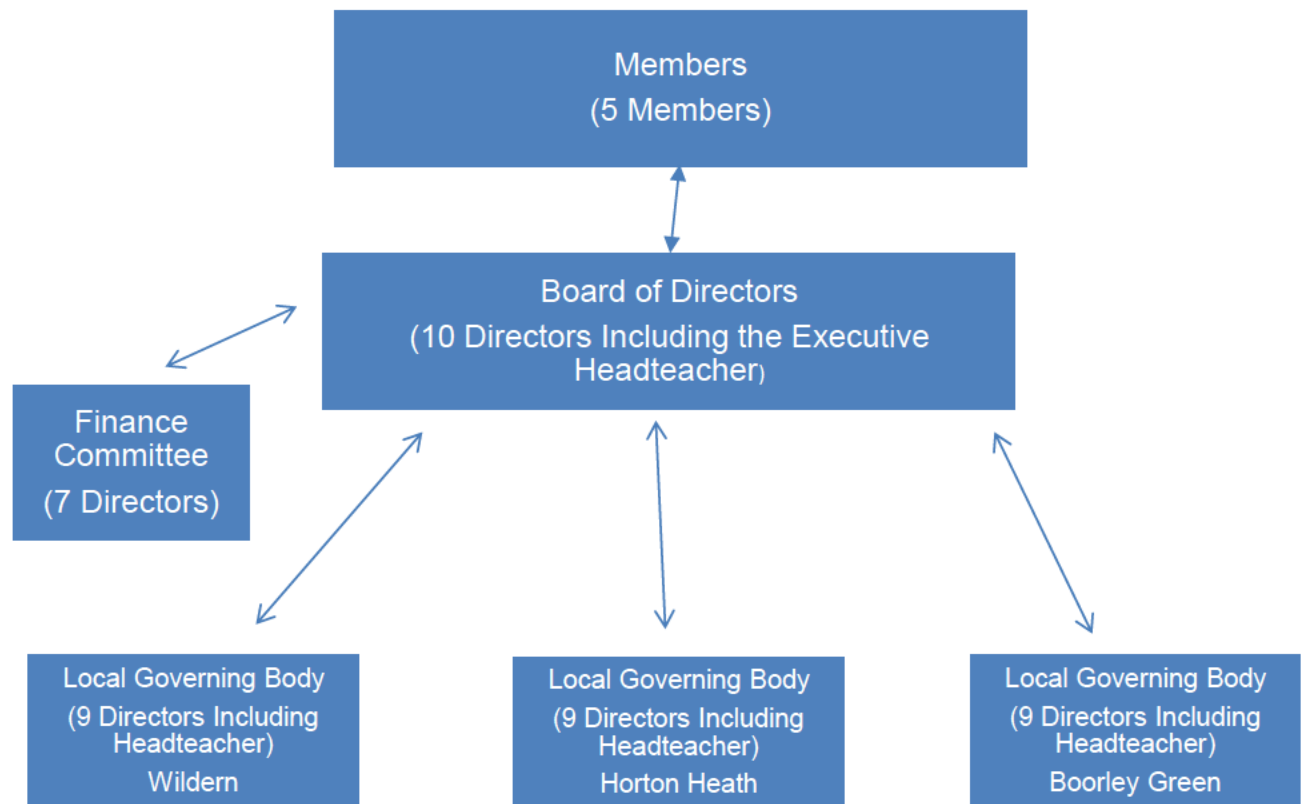 Members
(5 Members)
Board of Directors
(10 Directors Including the Executive
Headteacher)
Finance
Committee
(7 Directors)
Local Governing Body
(9 Directors Including
Headteacher)
Wildern
Local Governing Body
(9 Directors Including
Headteacher)
Horton Heath
Local Governing Body
(9 Directors Including
Headteacher)
Boorley Green